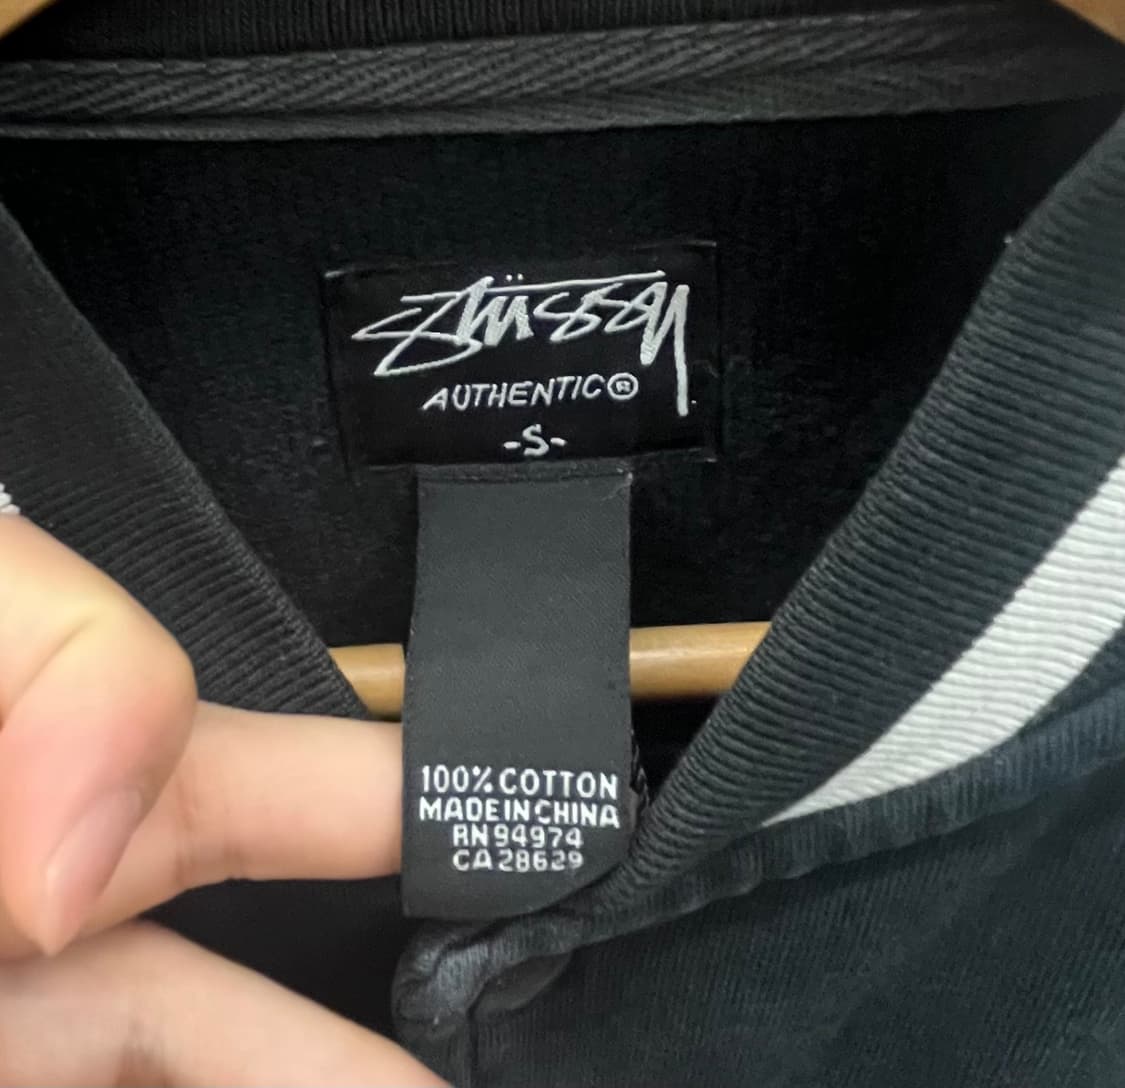 Stüssy
AUTHENTIC®
-S-
100% COTTON
MADE IN CHINA
RN 94974
CA 28629